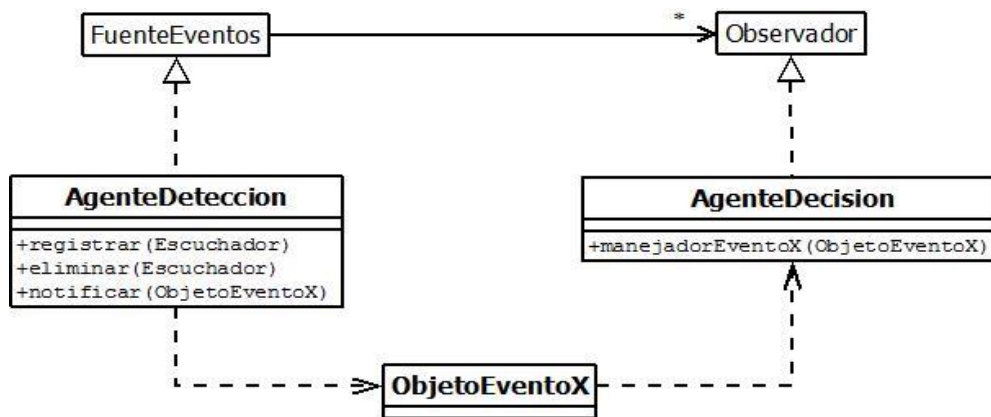 FuenteEventos
*
Observador
AgenteDeteccion
+registrar(Escuchador)
+eliminar(Escuchador)
+notificar(ObjetoEventoX)
AgenteDecision
+manejadorEventoX(ObjetoEventoX)
ObjetoEventoX